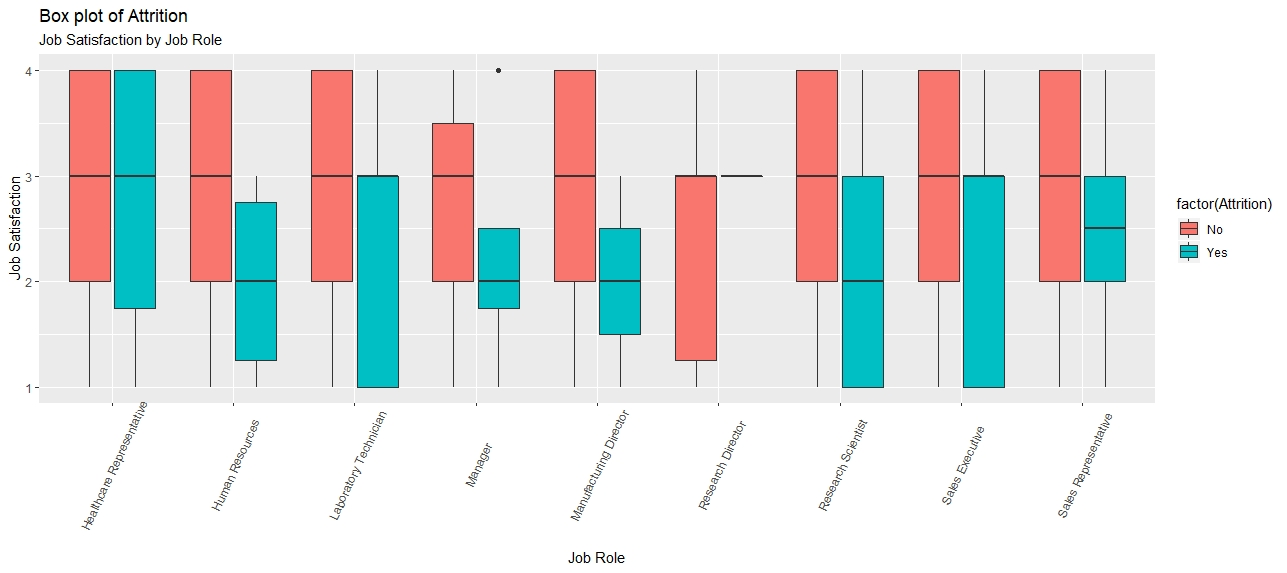 Box plot of Attrition
Job Satisfaction by Job Role
Job Satisfaction
4
3
2
1
Healthcare Representative
Human Resources
Laboratory Technician
Manager
Manufacturing Director
Research Director
Research Scientist
Sales Executive
Sales Representative
Job Role
factor(Attrition)
No
Yes